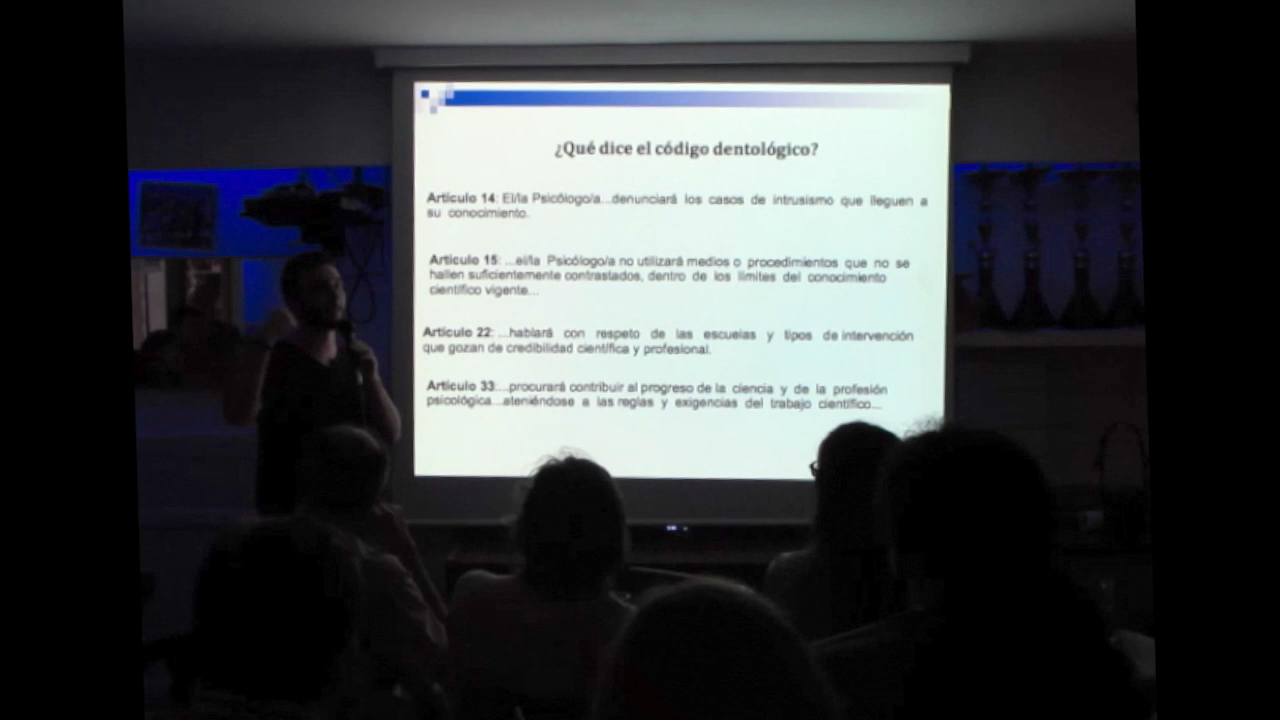 ¿Qué dice el código dentológico?
Artículo 14: El/la Psicólogo/a...denunciará los casos de intrusismo que lleguen a
su conocimiento.
Artículo 15: ...el/la Psicólogo/a no utilizará medios o procedimientos que no se
hallen suficientemente contrastados, dentro de los límites del conocimiento
científico vigente...
Artículo 22: ...hablará con respeto de las escuelas y tipos de intervención
que gozan de credibilidad científica y profesional.
Artículo 33:...procurará contribuir al progreso de la ciencia y de la profesión
psicológica...ateniéndose a las reglas y exigencias del trabajo científico...